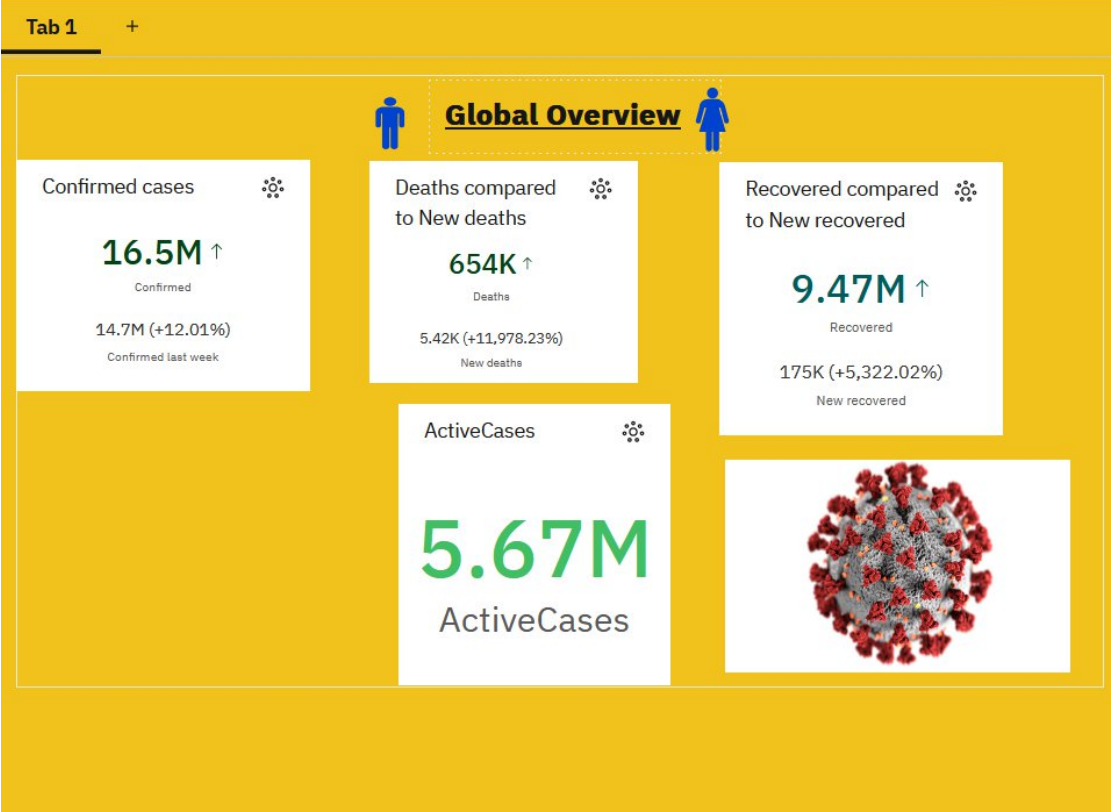 Tab 1 +
Global Overview
Confirmed cases
16.5M ↑
Confirmed
14.7M (+12.01%)
Confirmed last week
Deaths compared
to New deaths
654K ↑
Deaths
5.42K (+11,978.23%)
New deaths
Recovered compared
to New recovered
9.47M ↑
Recovered
175K (+5,322.02%)
New recovered
ActiveCases
5.67M
ActiveCases